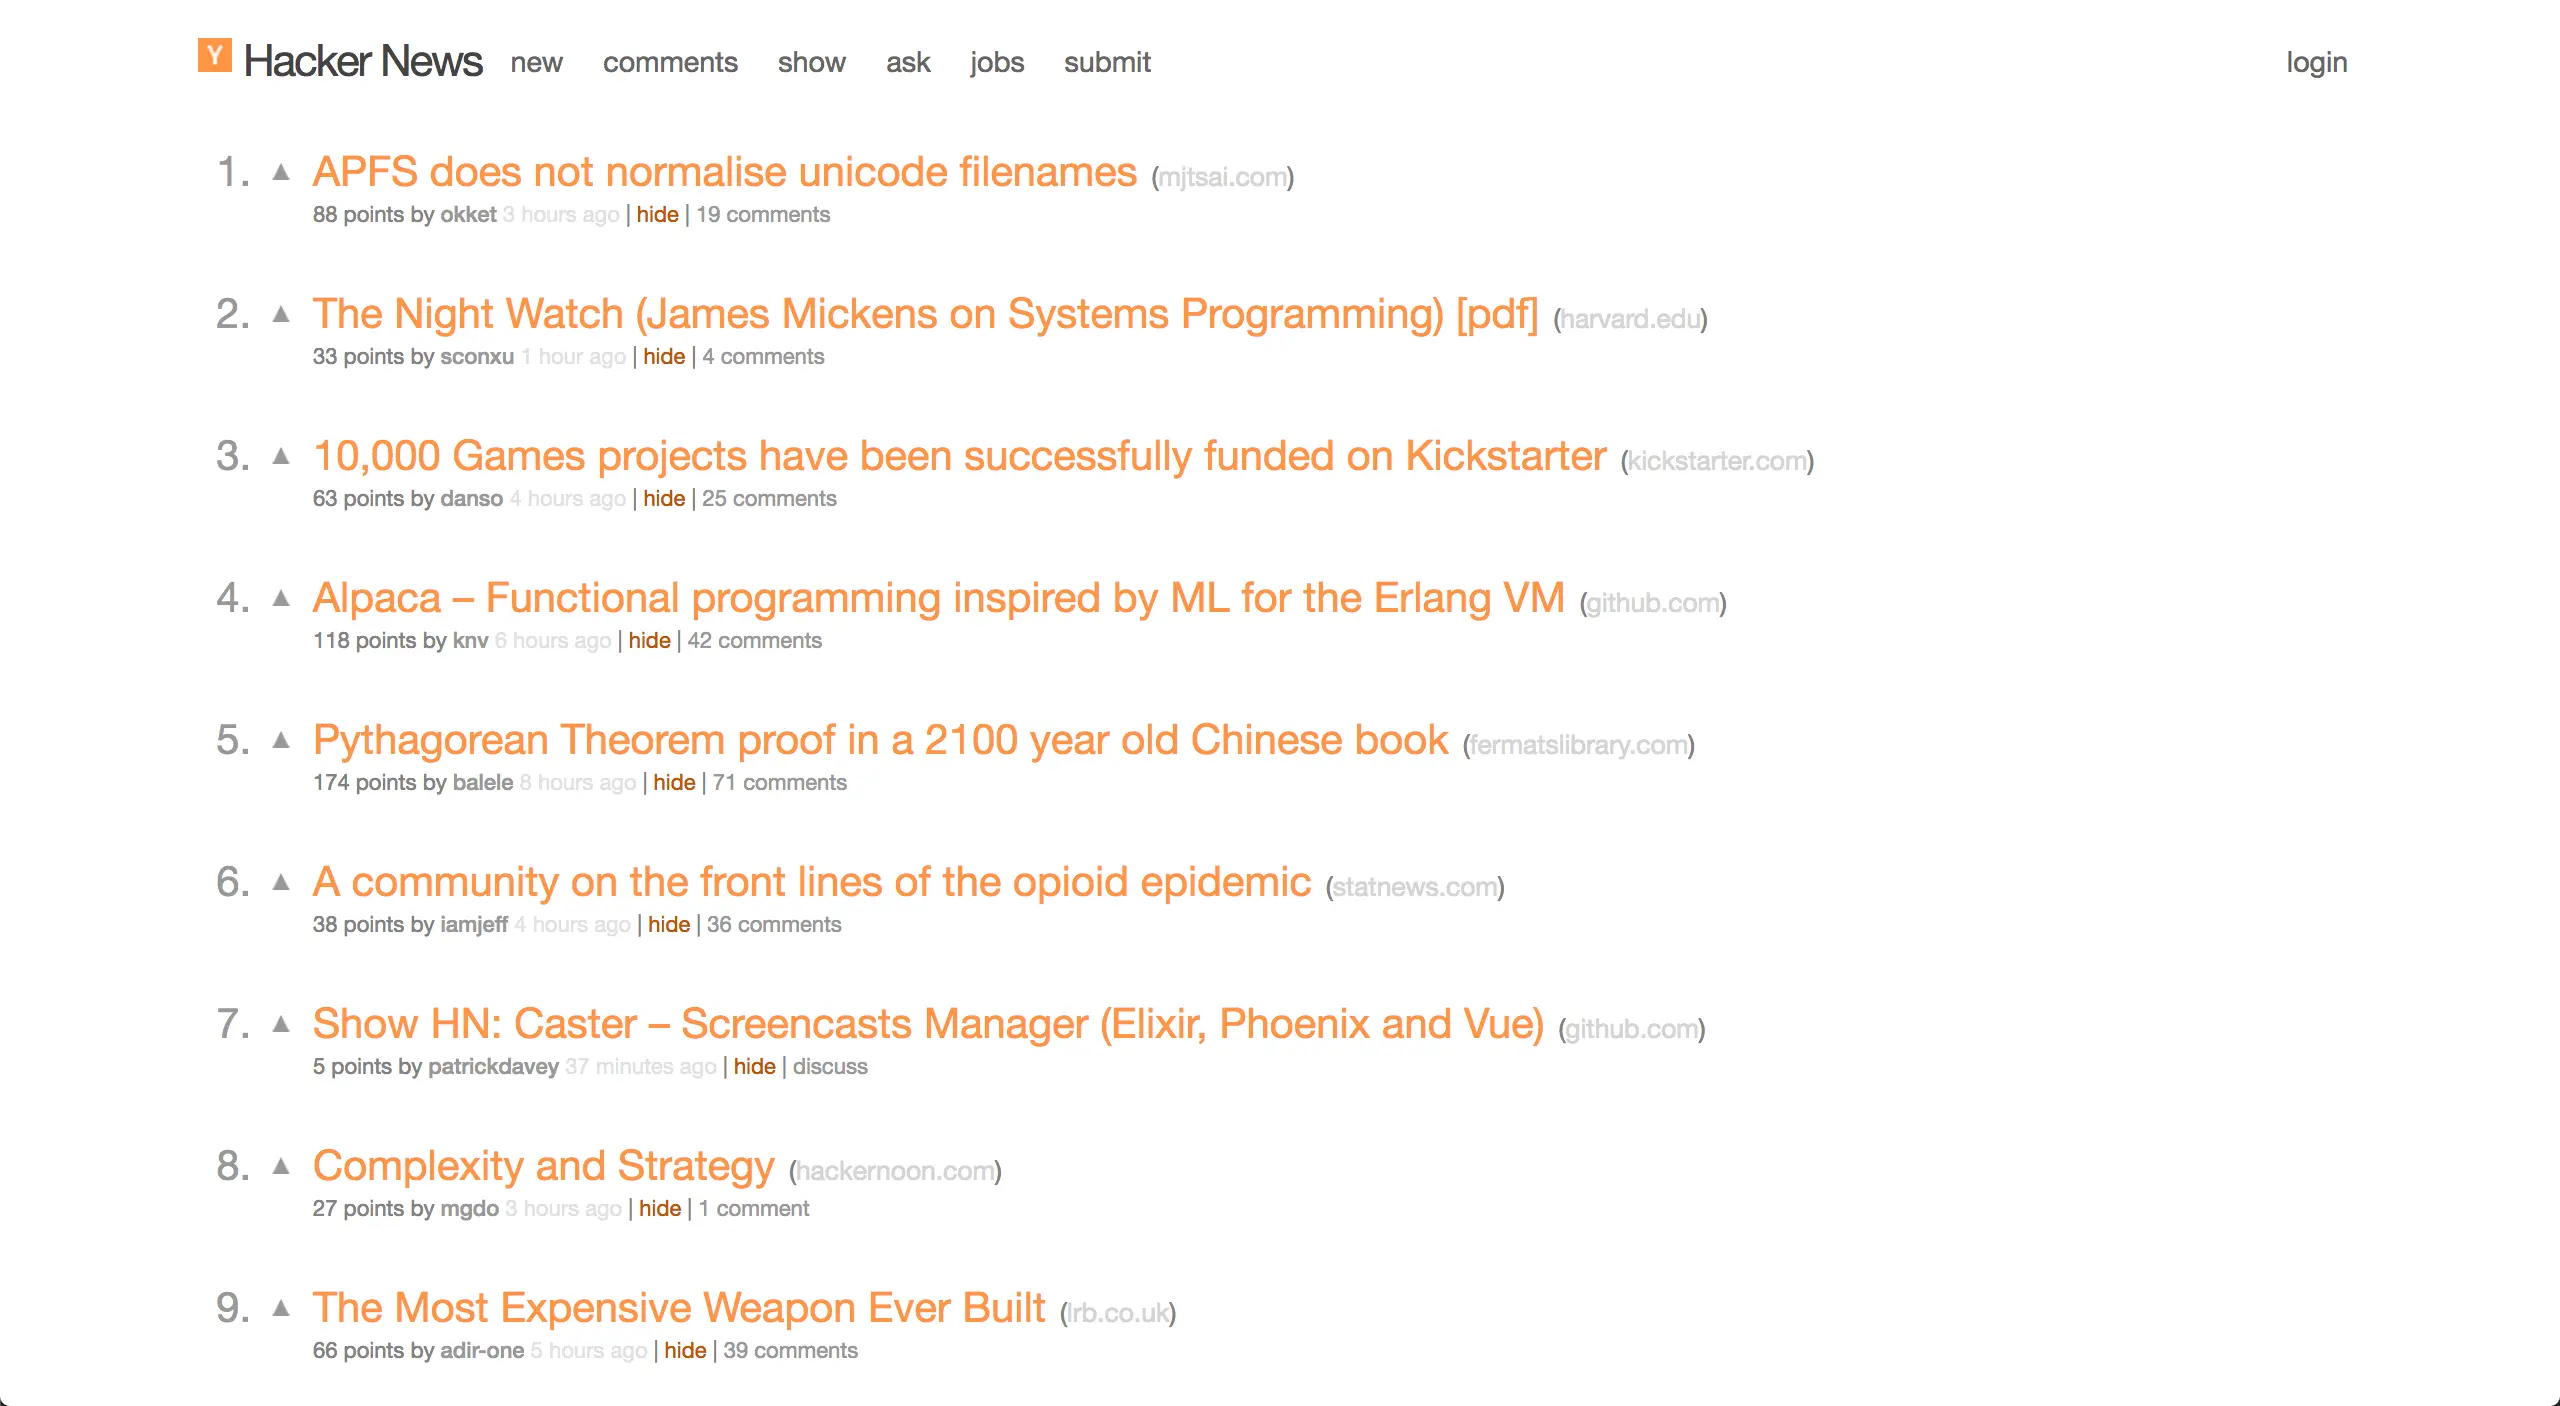 Y Hacker News new comments show ask jobs submit login
1. ▲ APFS does not normalise unicode filenames (mjtsai.com)
88 points by okket 3 hours ago | hide | 19 comments
2. ▲ The Night Watch (James Mickens on Systems Programming) [pdf] (harvard.edu)
33 points by sconxu 1 hour ago | hide | 4 comments
3. ▲ 10,000 Games projects have been successfully funded on Kickstarter (kickstarter.com)
63 points by danso 4 hours ago | hide | 25 comments
4. ▲ Alpaca – Functional programming inspired by ML for the Erlang VM (github.com)
118 points by knv 6 hours ago | hide | 42 comments
5. ▲ Pythagorean Theorem proof in a 2100 year old Chinese book (fermatslibrary.com)
174 points by balele 8 hours ago | hide | 71 comments
6. ▲ A community on the front lines of the opioid epidemic (statnews.com)
38 points by iamjeff 4 hours ago | hide | 36 comments
7. ▲ Show HN: Caster – Screencasts Manager (Elixir, Phoenix and Vue) (github.com)
5 points by patrickdavey 37 minutes ago | hide | discuss
8. ▲ Complexity and Strategy (hackernoon.com)
27 points by mgdo 3 hours ago | hide | 1 comment
9. ▲ The Most Expensive Weapon Ever Built (lrb.co.uk)
66 points by adir-one 5 hours ago | hide | 39 comments